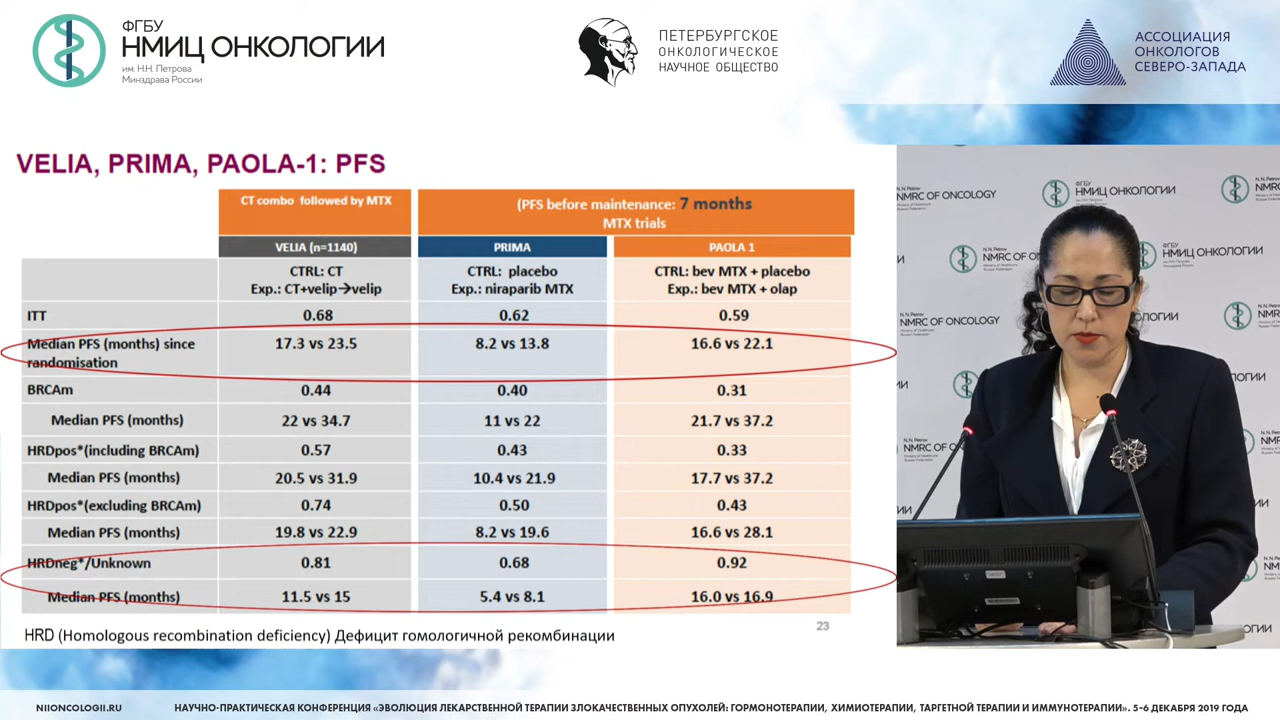 ФГБУ
НМИЦ ОНКОЛОГИИ
им. Н.Н. Петрова
Минздрава России
ПЕТЕРБУРГСКОЕ
ОНКОЛОГИЧЕСКОЕ
НАУЧНОЕ ОБЩЕСТВО
АССОЦИАЦИЯ
ОНКОЛОГОВ
СЕВЕРО-ЗАПАДА
VELIA, PRIMA, PAOLA-1: PFS
CT combo followed by MTX
(PFS before maintenance: 7 months
MTX trials
VELIA (n=1140) PRIMA PAOLA 1
CTRL: CT CTRL: placebo CTRL: bev MTX + placebo
Exp.: CT+velip→velip Exp.: niraparib MTX Exp.: bev MTX + olap
ITT 0.68 0.62 0.59
Median PFS (months) since 17.3 vs 23.5 8.2 vs 13.8 16.6 vs 22.1
randomisation
BRCAm 0.44 0.40 0.31
Median PFS (months) 22 vs 34.7 11 vs 22 21.7 vs 37.2
HRDpos*(including BRCAm) 0.57 0.43 0.33
Median PFS (months) 20.5 vs 31.9 10.4 vs 21.9 17.7 vs 37.2
HRDpos*(excluding BRCAm) 0.74 0.50 0.43
Median PFS (months) 19.8 vs 22.9 8.2 vs 19.6 16.6 vs 28.1
HRDneg*/Unknown 0.81 0.68 0.92
Median PFS (months) 11.5 vs 15 5.4 vs 8.1 16.0 vs 16.9
23
HRD (Homologous recombination deficiency) Дефицит гомологичной рекомбинации
NMRC OF ONCOLOGY
ФГБУ
НМИЦ ОНКОЛОГИИ
NMRC OF ONCOLOGY
NIIONCOLOGII.RU
НАУЧНО-ПРАКТИЧЕСКАЯ КОНФЕРЕНЦИЯ «ЭВОЛЮЦИЯ ЛЕКАРСТВЕННОЙ ТЕРАПИИ ЗЛОКАЧЕСТВЕННЫХ ОПУХОЛЕЙ: ГОРМОНОТЕРАПИИ, ХИМИОТЕРАПИИ, ТАРГЕТНОЙ ТЕРАПИИ И ИММУНОТЕРАПИИ». 5-6 ДЕКАБРЯ 2019 ГОДА